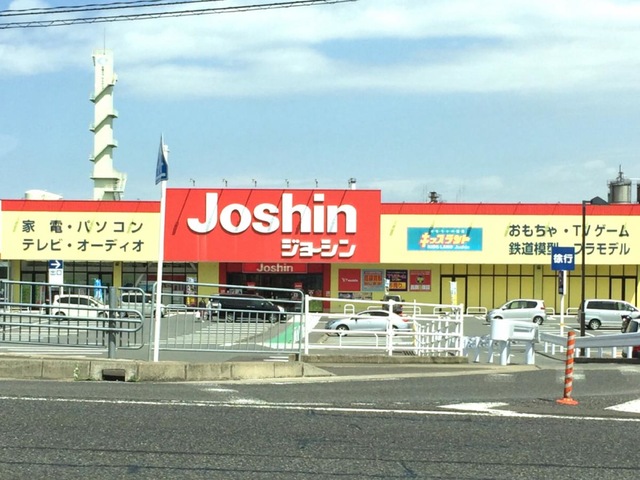 Joshin
ジョーシン
家 電・パソコン
テレビ・オーディオ
キッズランド
おもちゃ・TVゲーム
鉄道模型・プラモデル
Joshin
徐行